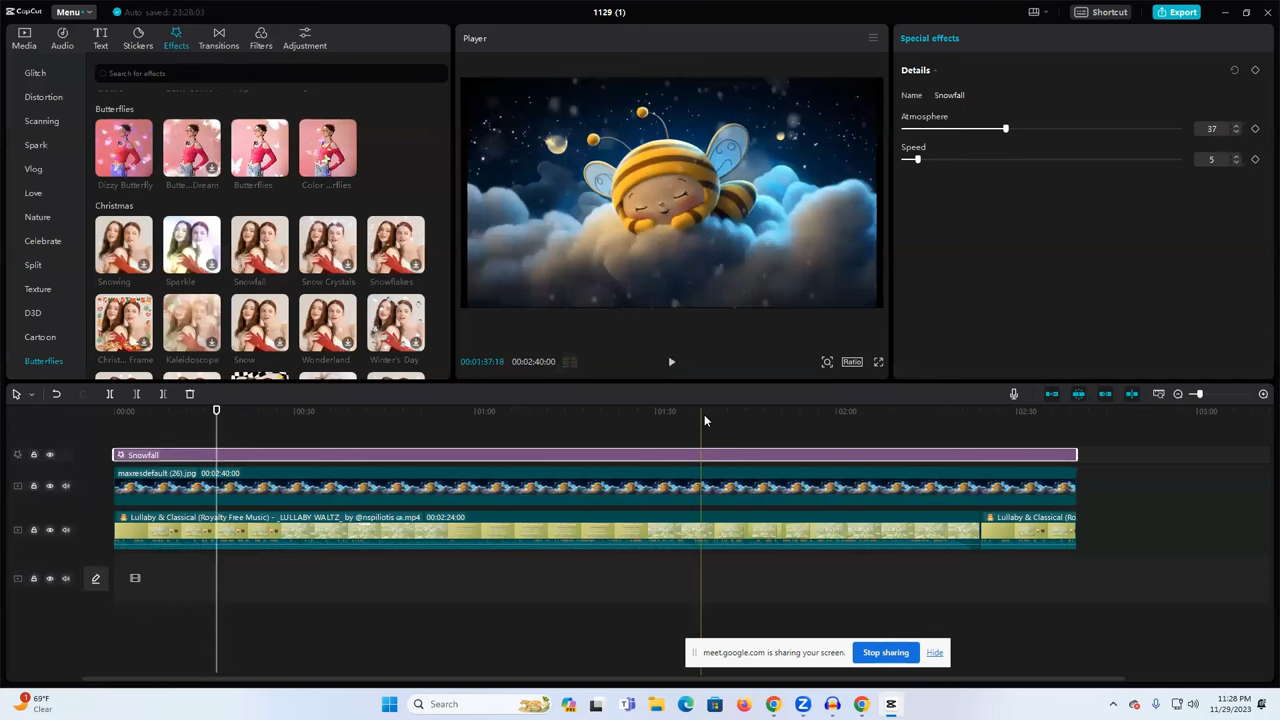 CapCut
Menu
Auto saved: 23:28:03
1129 (1)
Shortcut
Export
Media
Audio
Text
Stickers
Effects
Transitions
Filters
Adjustment
Player
Special effects
Glitch
Distortion
Scanning
Spark
Vlog
Love
Nature
Celebrate
Split
Texture
D3D
Cartoon
Butterflies
Search for effects
Butterflies
Dizzy Butterfly
Butte...Dream
Butterflies
Color ...rflies
Christmas
Snowing
Sparkle
Snowfall
Snow Crystals
Snowflakes
Christ... Frame
Kaleidoscope
Snow
Wonderland
Winter's Day
00:01:37:18
00:02:40:00
Ratio
Details
Name Snowfall
Atmosphere
37
Speed
5
00:00
00:30
01:00
01:30
02:00
02:30
03:00
Snowfall
maxresdefault (26).jpg 00:02:40:00
Lullaby & Classical (Royalty Free Music) - _LULLABY WALTZ_ by @nspiliotis 🇬🇷.mp4 00:02:24:00
Lullaby & Classical (Ro
meet.google.com is sharing your screen.
Stop sharing
Hide
1
69°F
Clear
Search
11:28 PM
11/29/2023